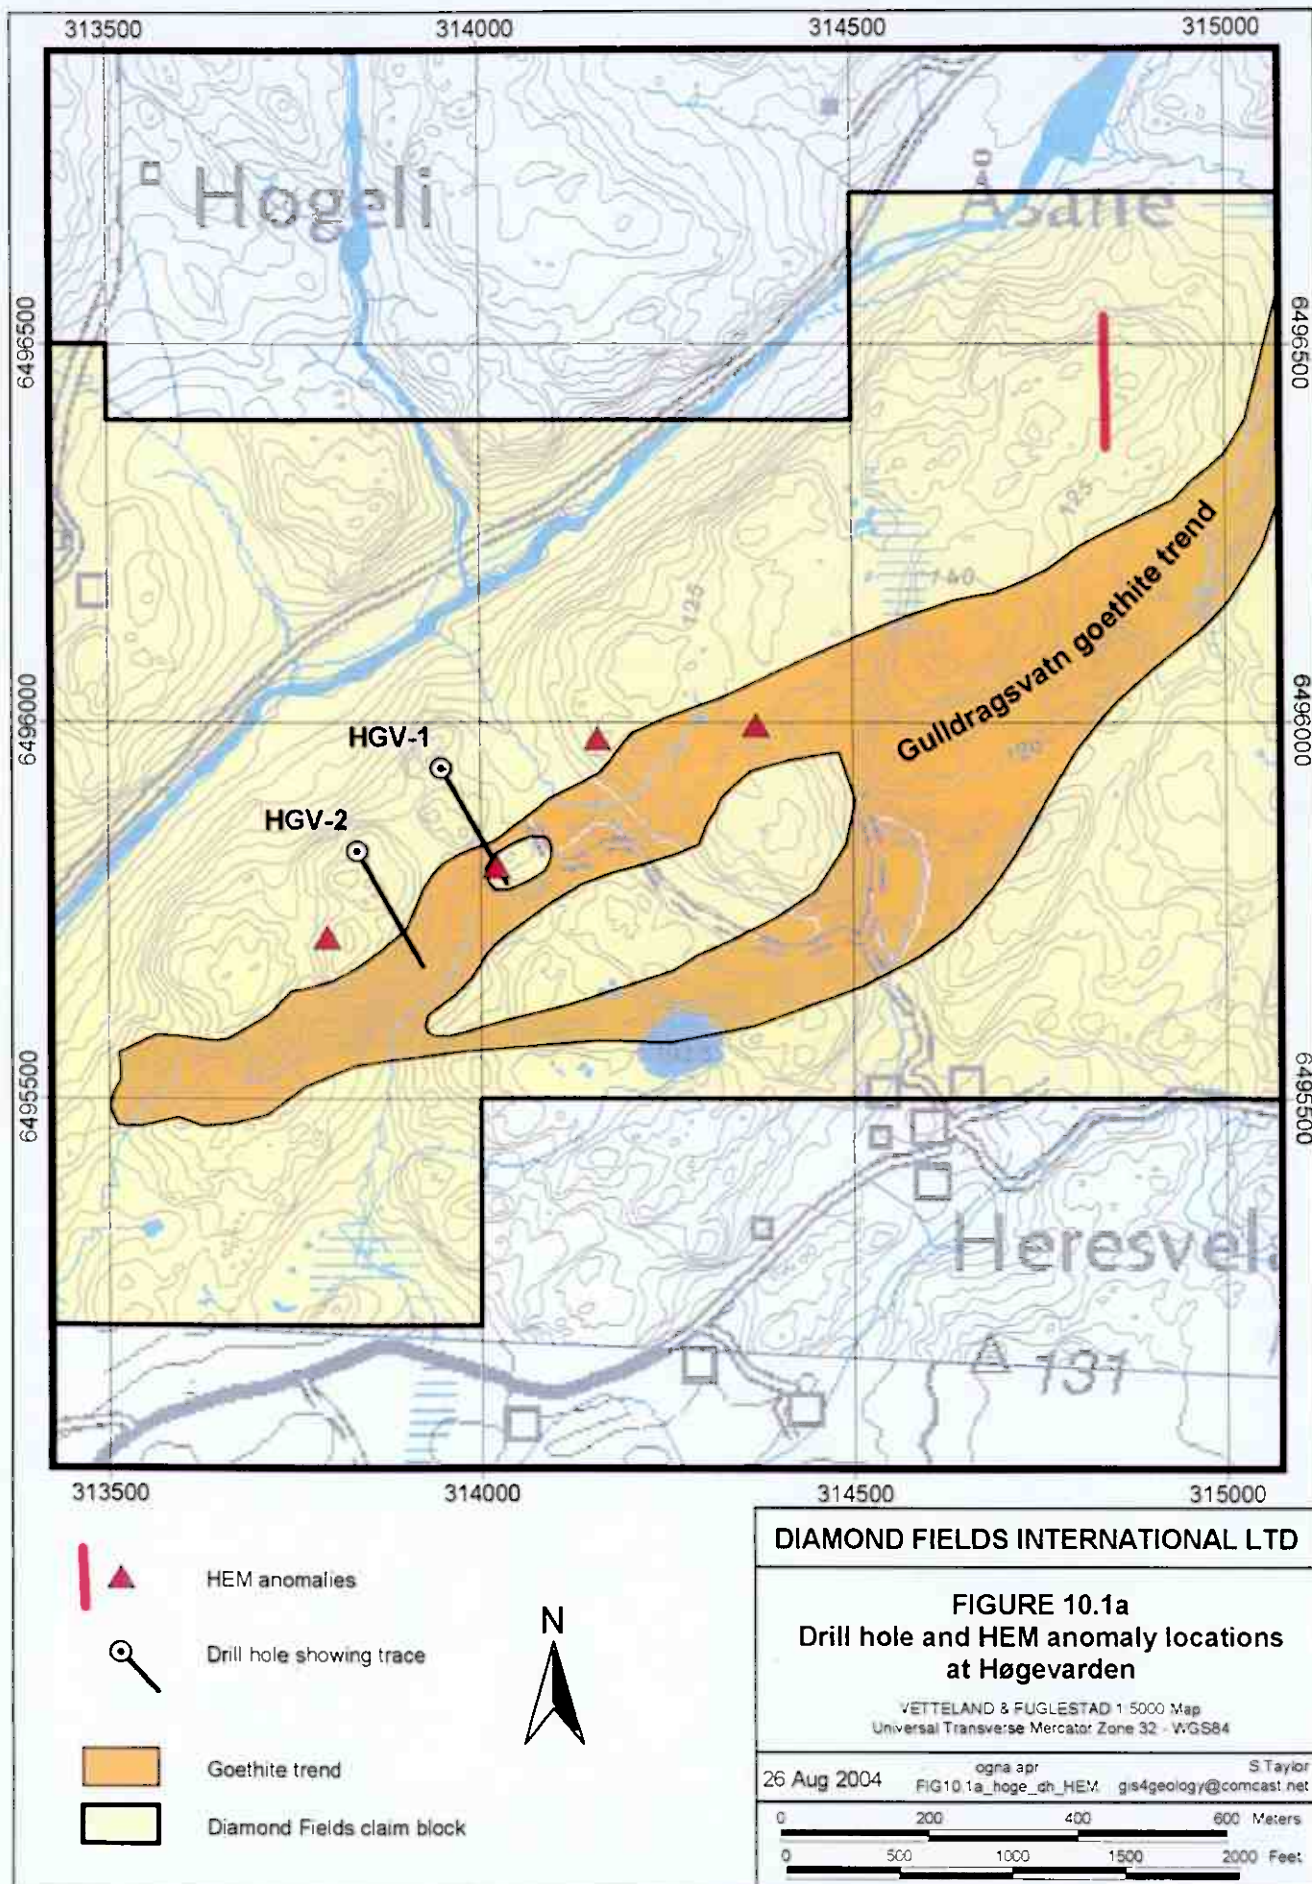 313500 314000 314500 315000
Hogeli
Åsane
6496500 6496500
125
140
125
Gulldragsvatn goethite trend
6496000 6496000
HGV-1
HGV-2
6495500 6495500
Heresvela
131
313500 314000 314500 315000
HEM anomalies
Drill hole showing trace
Goethite trend
Diamond Fields claim block
N
DIAMOND FIELDS INTERNATIONAL LTD
FIGURE 10.1a
Drill hole and HEM anomaly locations
at Høgevarden
VETTELAND & FUGLESTAD 1:5000 Map
Universal Transverse Mercator Zone 32 - WGS84
26 Aug 2004
ogna apr
FIG10.1a_hoge_dh_HEM
S.Taylor
gis4geology@comcast.net
0 200 400 600 Meters
0 500 1000 1500 2000 Feet